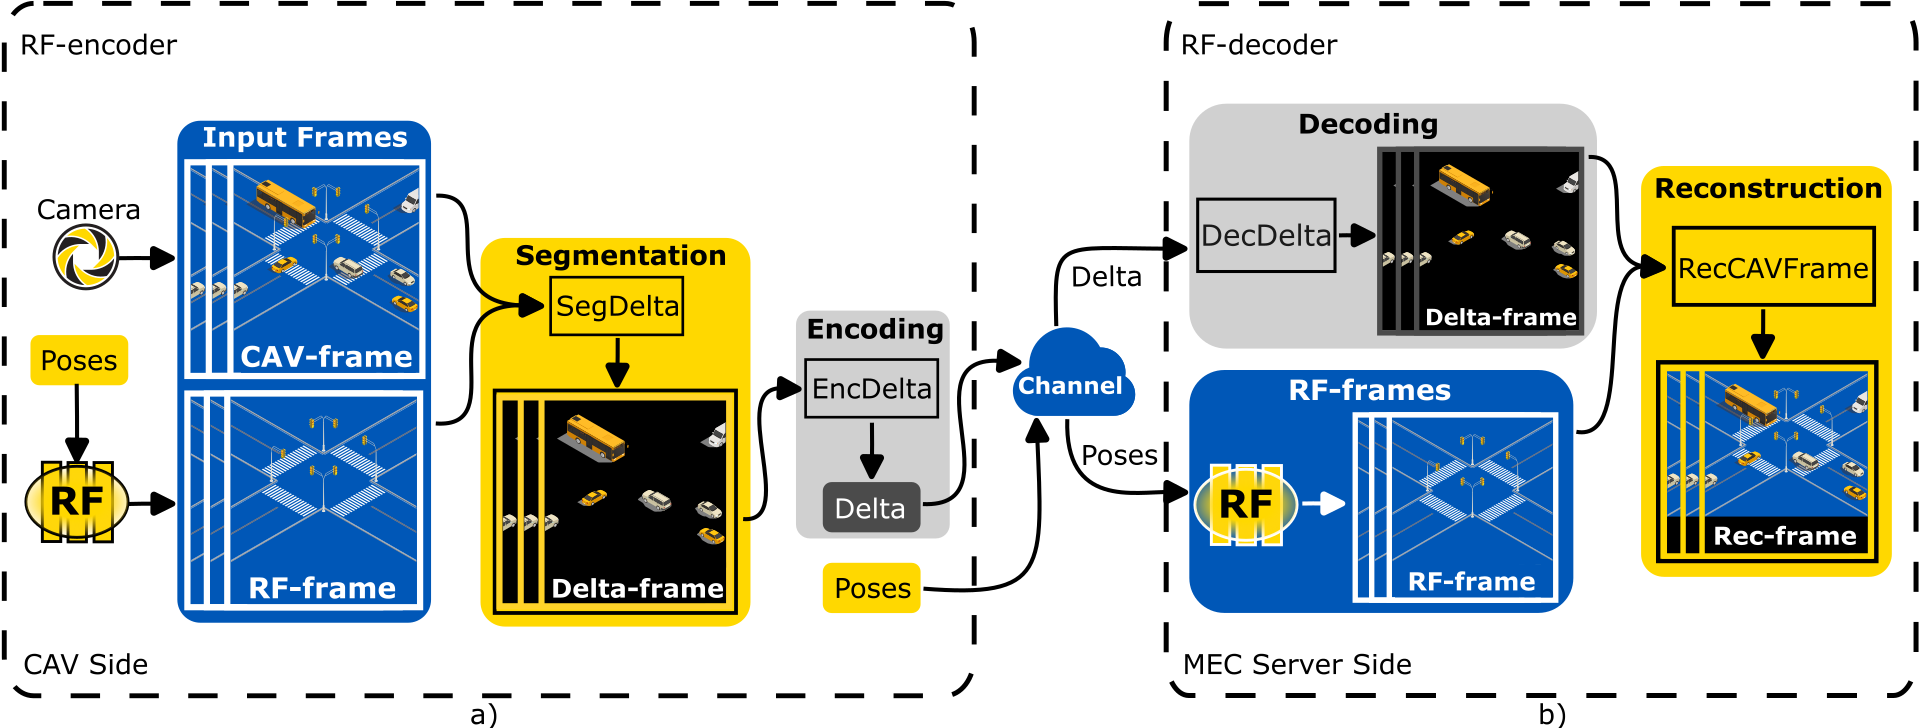 RF-encoder
Input Frames
Camera
CAV-frame
Poses
RF
RF-frame
Segmentation
SegDelta
Delta-frame
Encoding
EncDelta
Delta
Poses
CAV Side
a)
Channel
Delta
Poses
RF-decoder
Decoding
DecDelta
Delta-frame
RF-frames
RF
RF-frame
Reconstruction
RecCAVFrame
Rec-frame
MEC Server Side
b)